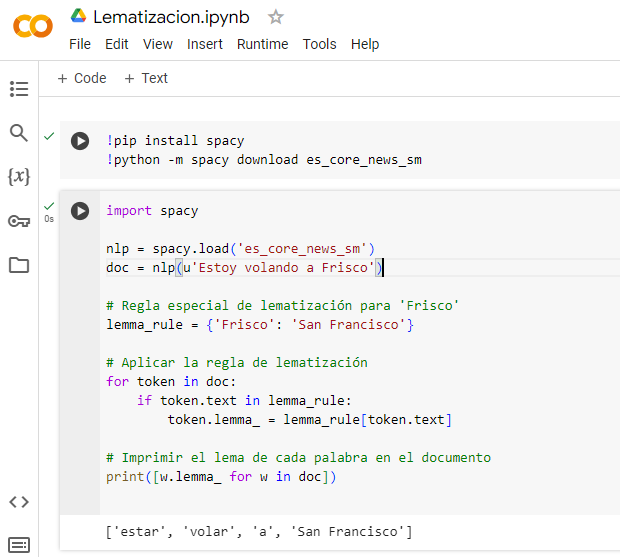 Lematizacion.ipynb
File Edit View Insert Runtime Tools Help
+ Code + Text
!pip install spacy
!python -m spacy download es_core_news_sm
{x}
0s
import spacy
nlp = spacy.load('es_core_news_sm')
doc = nlp(u'Estoy volando a Frisco')
# Regla especial de lematización para 'Frisco'
lemma_rule = {'Frisco': 'San Francisco'}
# Aplicar la regla de lematización
for token in doc:
    if token.text in lemma_rule:
        token.lemma_ = lemma_rule[token.text]
# Imprimir el lema de cada palabra en el documento
print([w.lemma_ for w in doc])
['estar', 'volar', 'a', 'San Francisco']